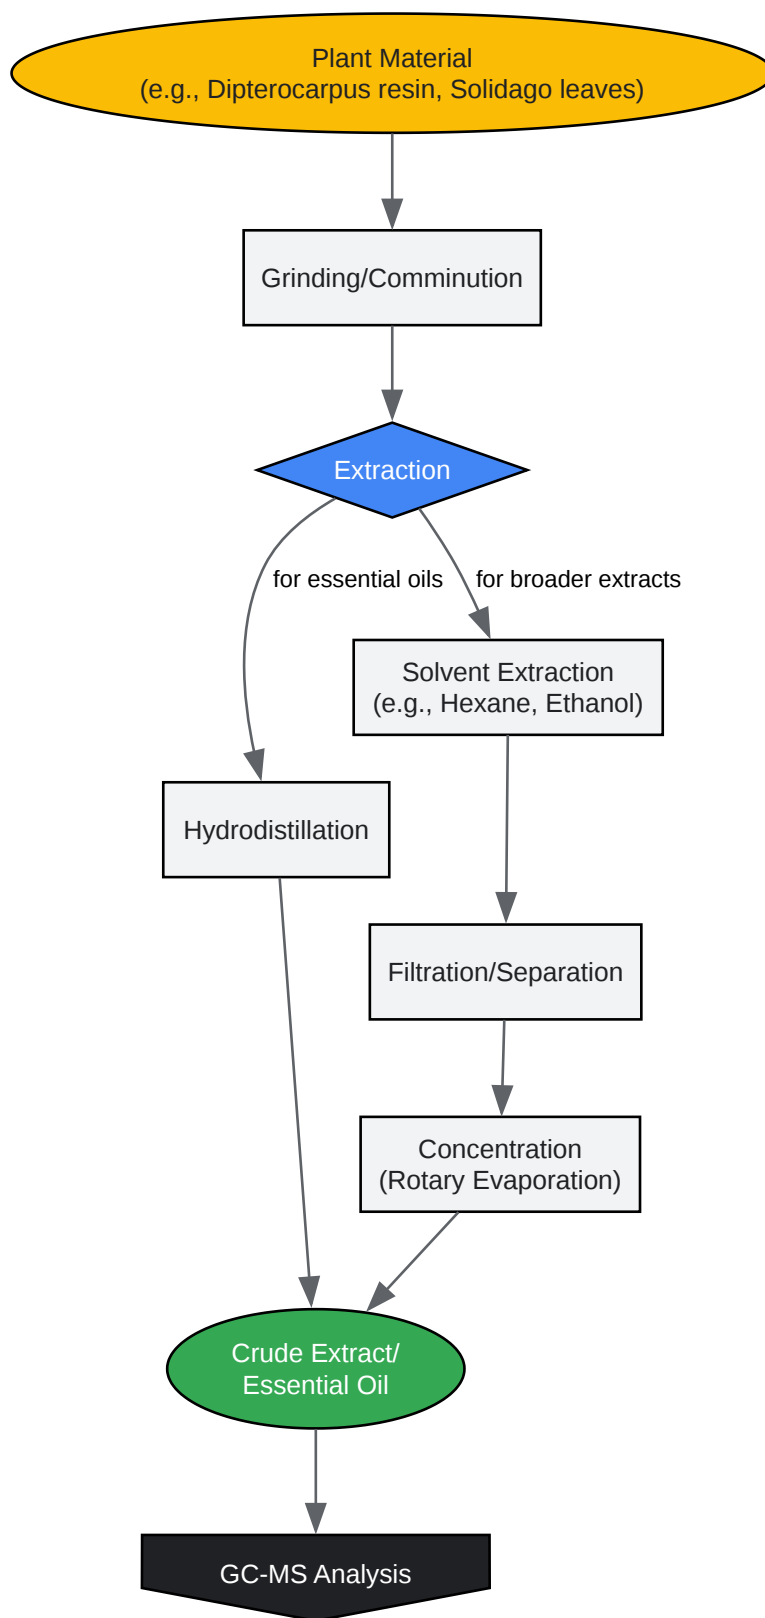 Plant Material
(e.g., Dipterocarpus resin, Solidago leaves)
Grinding/Comminution
Extraction
for essential oils
for broader extracts
Solvent Extraction
(e.g., Hexane, Ethanol)
Hydrodistillation
Filtration/Separation
Concentration
(Rotary Evaporation)
Crude Extract/
Essential Oil
GC-MS Analysis